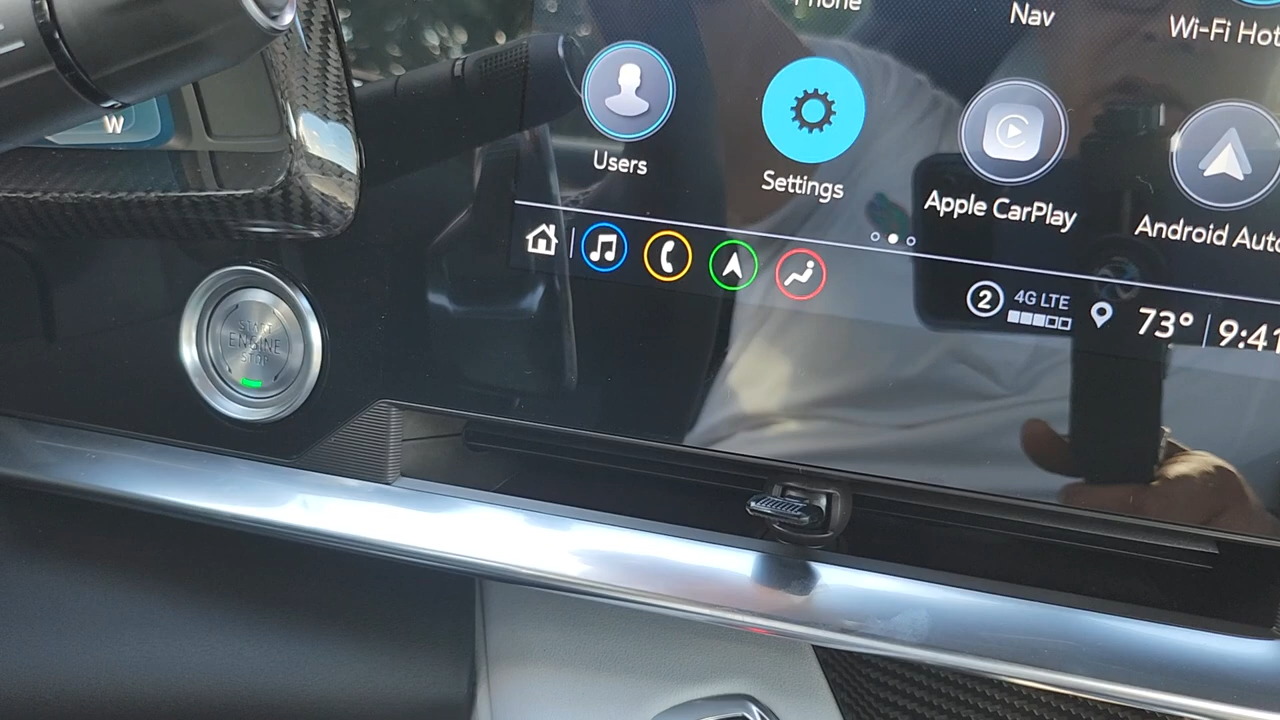 Phone
Nav
Wi-Fi Hot
Users
Settings
Apple CarPlay
Android Auto
W
2
4G LTE
73°
9:41
START
ENGINE
STOP